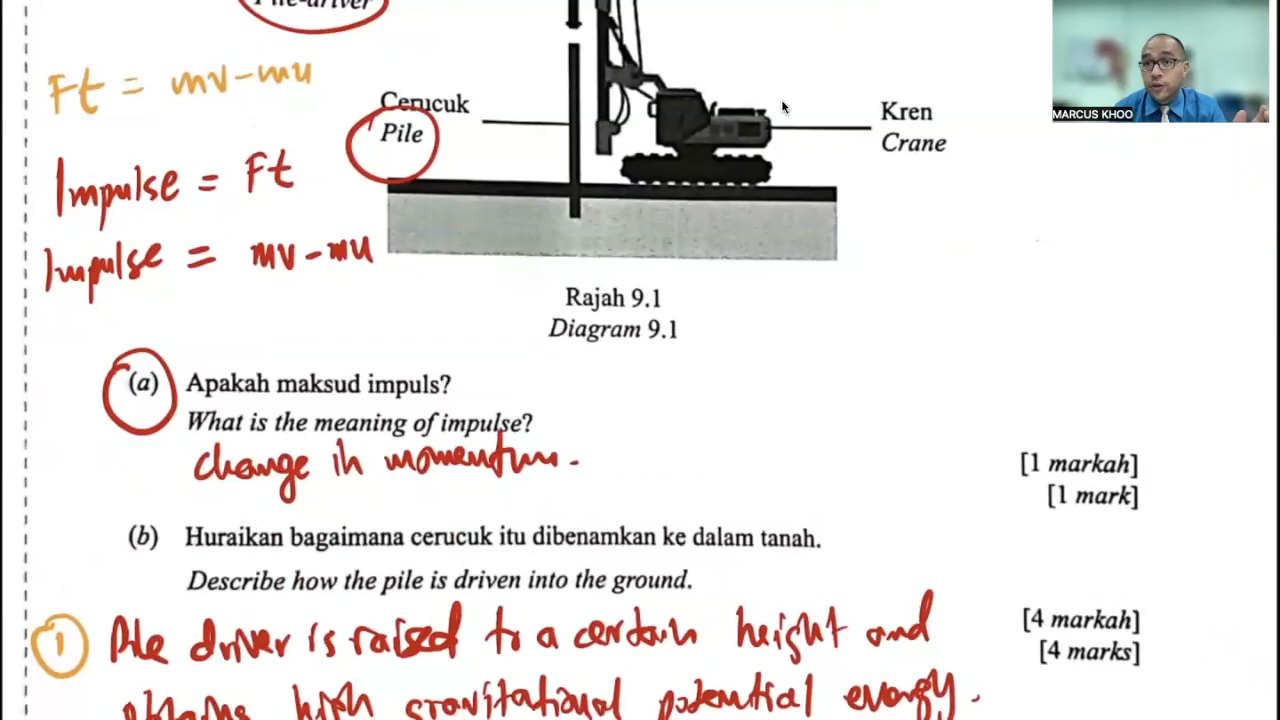 Pile-driver
Ft = mv - mu
Cerucuk
Pile
Kren
Crane
MARCUS KHOO
Impulse = Ft
Impulse = mv - mu
Rajah 9.1
Diagram 9.1
(a) Apakah maksud impuls?
What is the meaning of impulse?
change in momentum.
[1 markah]
[1 mark]
(b) Huraikan bagaimana cerucuk itu dibenamkan ke dalam tanah.
Describe how the pile is driven into the ground.
[4 markah]
[4 marks]
1 Pile driver is raised to a certain height and
obtains high gravitational potential energy.